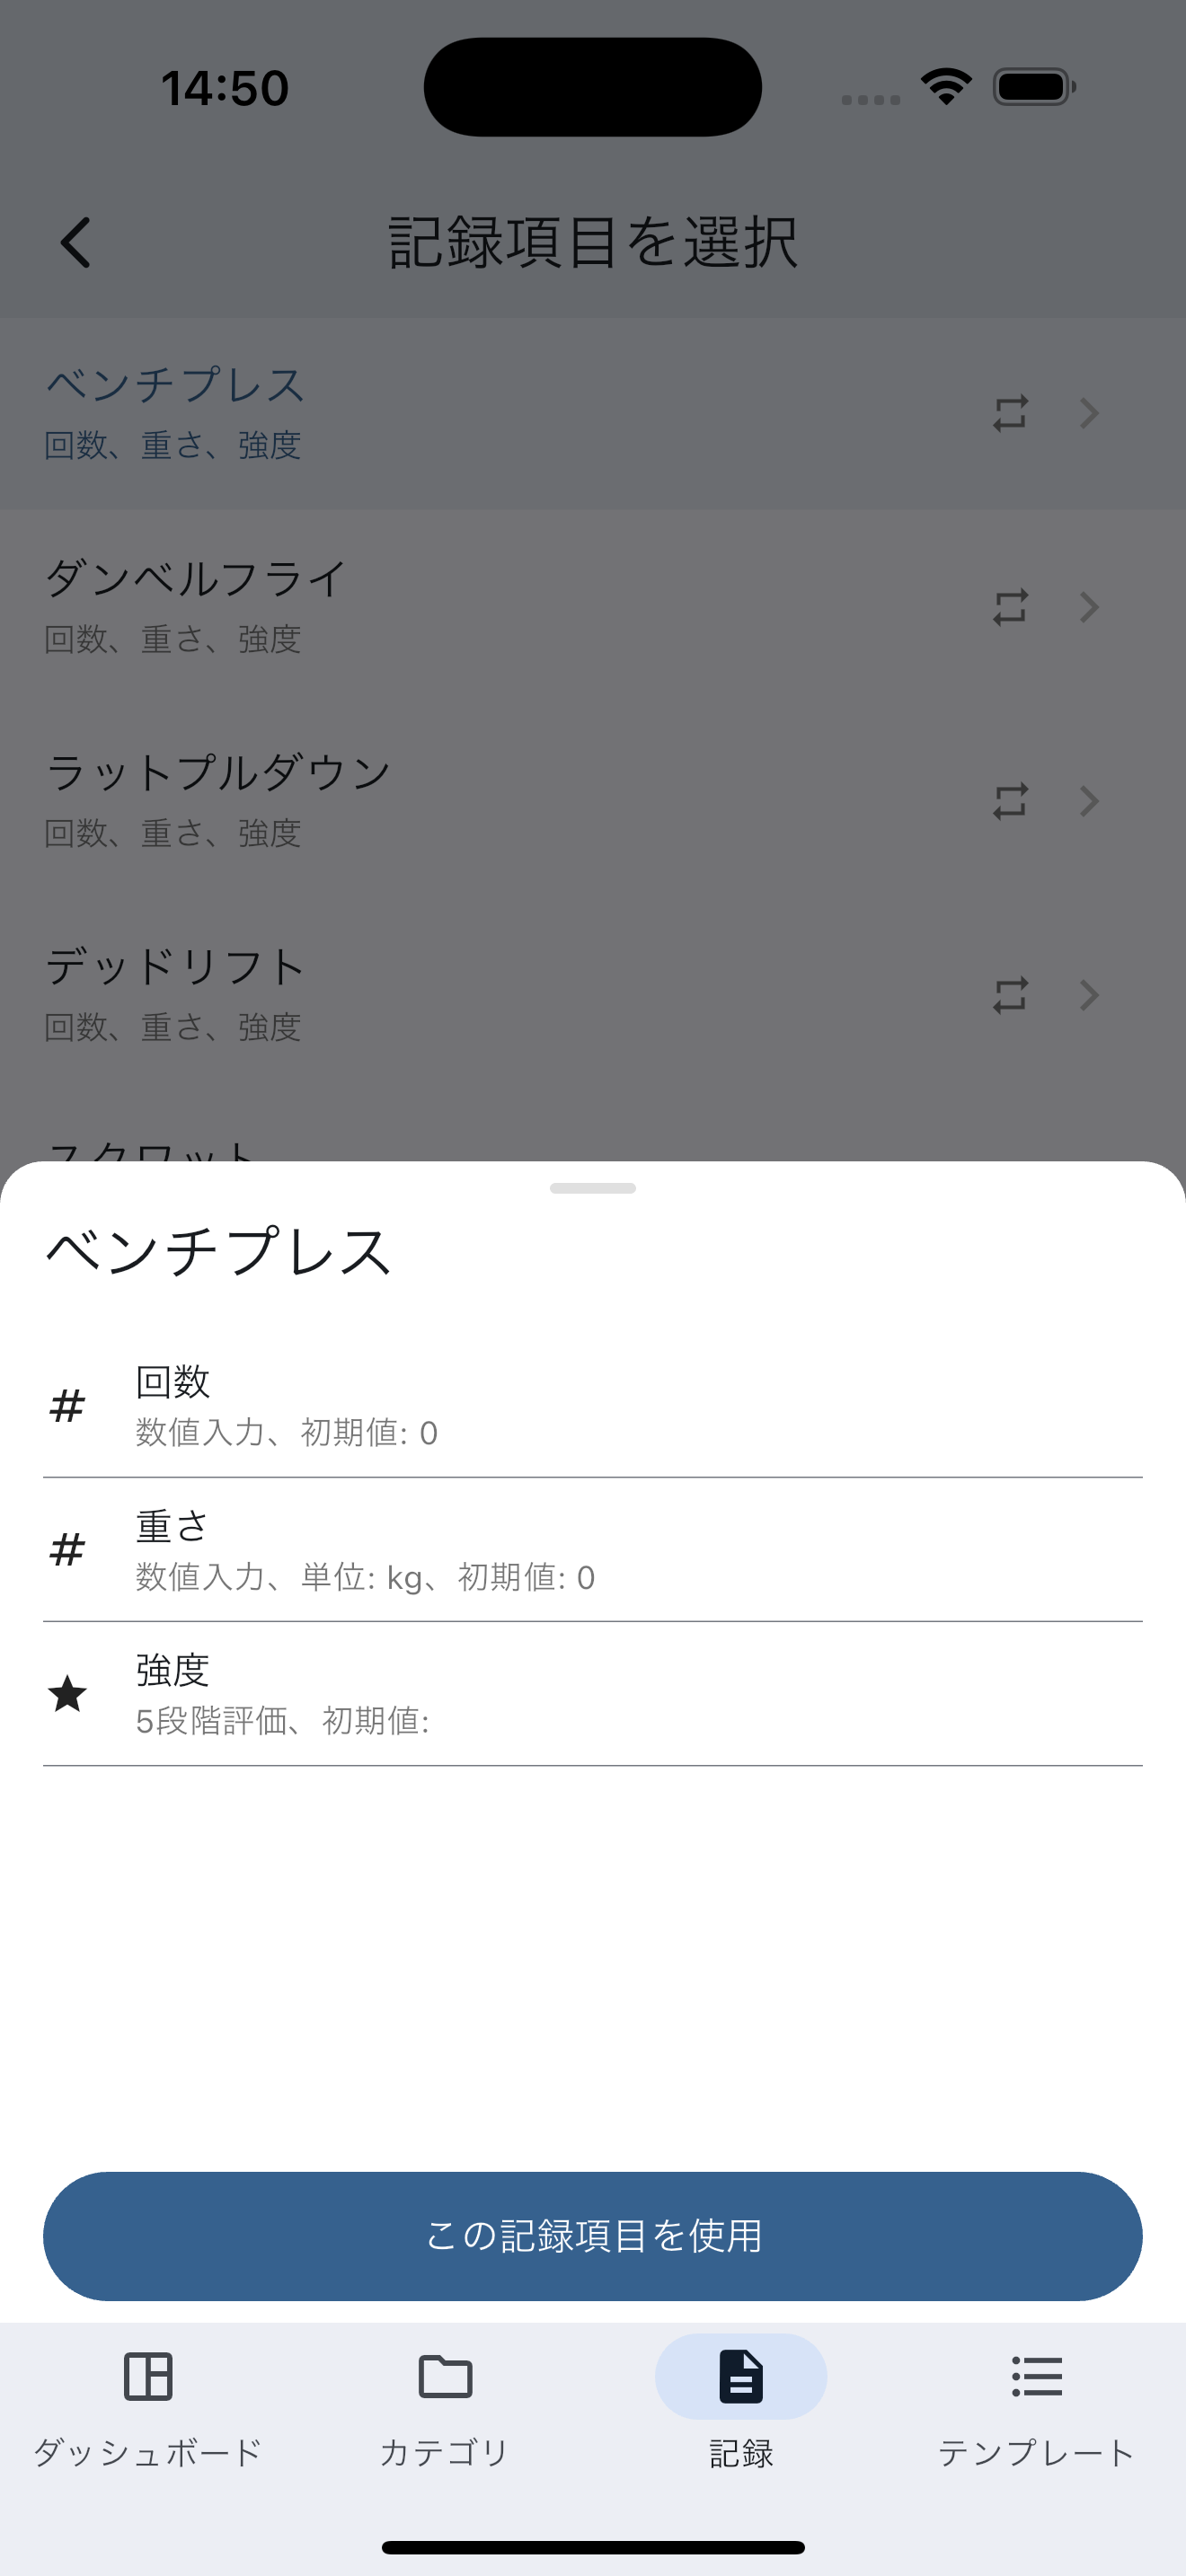 14:50
記録項目を選択
ベンチプレス
回数、重さ、強度
ダンベルフライ
回数、重さ、強度
ラットプルダウン
回数、重さ、強度
デッドリフト
回数、重さ、強度
スクワット
ベンチプレス
回数
数値入力、初期値: 0
重さ
数値入力、単位: kg、初期値: 0
強度
5段階評価、初期値:
この記録項目を使用
ダッシュボード
カテゴリ
記録
テンプレート